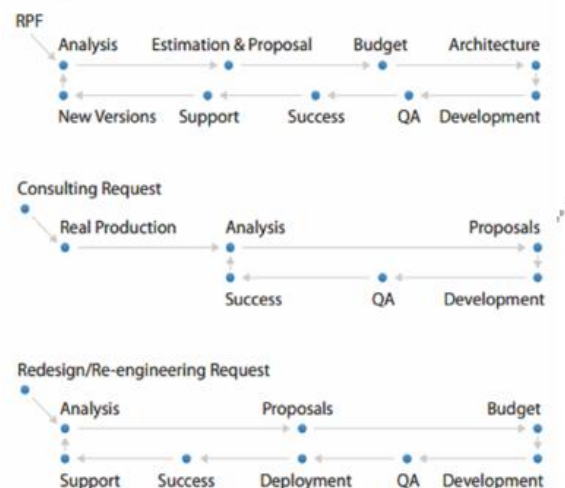 RPF
Analysis Estimation & Proposal Budget Architecture
New Versions Support Success QA Development
Consulting Request
Real Production Analysis Proposals
Success QA Development
Redesign/Re-engineering Request
Analysis Proposals Budget
Support Success Deployment QA Development